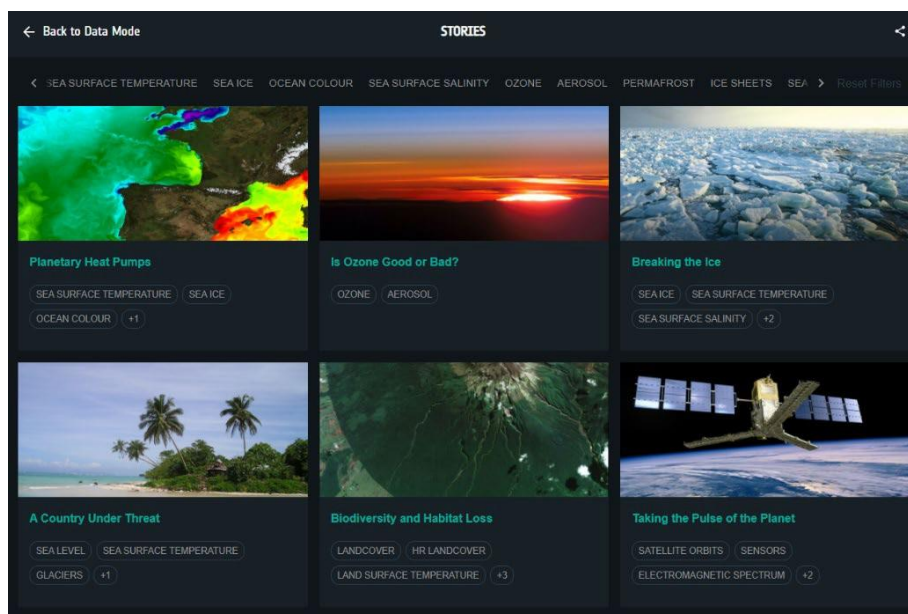 ← Back to Data Mode STORIES
SEA SURFACE TEMPERATURE SEA ICE OCEAN COLOUR SEA SURFACE SALINITY OZONE AEROSOL PERMAFROST ICE SHEETS SEA Reset Filters
Planetary Heat Pumps Is Ozone Good or Bad? Breaking the Ice
SEA SURFACE TEMPERATURE SEA ICE OZONE AEROSOL SEA ICE SEA SURFACE TEMPERATURE
OCEAN COLOUR +1 SEA SURFACE SALINITY +2
A Country Under Threat Biodiversity and Habitat Loss Taking the Pulse of the Planet
SEA LEVEL SEA SURFACE TEMPERATURE LANDCOVER HR LANDCOVER SATELLITE ORBITS SENSORS
GLACIERS +1 LAND SURFACE TEMPERATURE +3 ELECTROMAGNETIC SPECTRUM +2